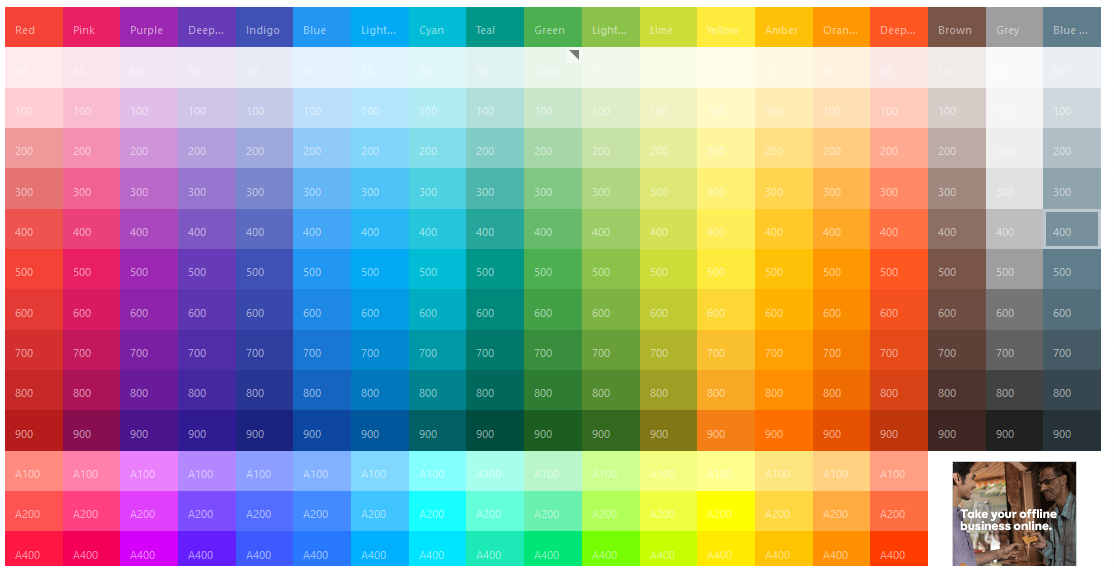 Red Pink Purple Deep... Indigo Blue Light... Cyan Teal Green Light... Lime Yellow Amber Oran... Deep... Brown Grey Blue ...
50 50 50 50 50 50 50 50 50 Copy 50 50 50 50 50 50 50 50
100 100 100 100 100 100 100 100 100 100 100 100 100 100 100 100 100 100
200 200 200 200 200 200 200 200 200 200 200 200 200 200 200 200 200 200 200
300 300 300 300 300 300 300 300 300 300 300 300 300 300 300 300 300 300 300
400 400 400 400 400 400 400 400 400 400 400 400 400 400 400 400 400 400 400
500 500 500 500 500 500 500 500 500 500 500 500 500 500 500 500 500 500 500
600 600 600 600 600 600 600 600 600 600 600 600 600 600 600 600 600 600 600
700 700 700 700 700 700 700 700 700 700 700 700 700 700 700 700 700 700 700
800 800 800 800 800 800 800 800 800 800 800 800 800 800 800 800 800 800 800
900 900 900 900 900 900 900 900 900 900 900 900 900 900 900 900 900 900 900
A100 A100 A100 A100 A100 A100 A100 A100 A100 A100 A100 A100 A100 A100 A100 A100
A200 A200 A200 A200 A200 A200 A200 A200 A200 A200 A200 A200 A200 A200 A200 A200
A400 A400 A400 A400 A400 A400 A400 A400 A400 A400 A400 A400 A400 A400 A400 A400
Take your offline
business online.